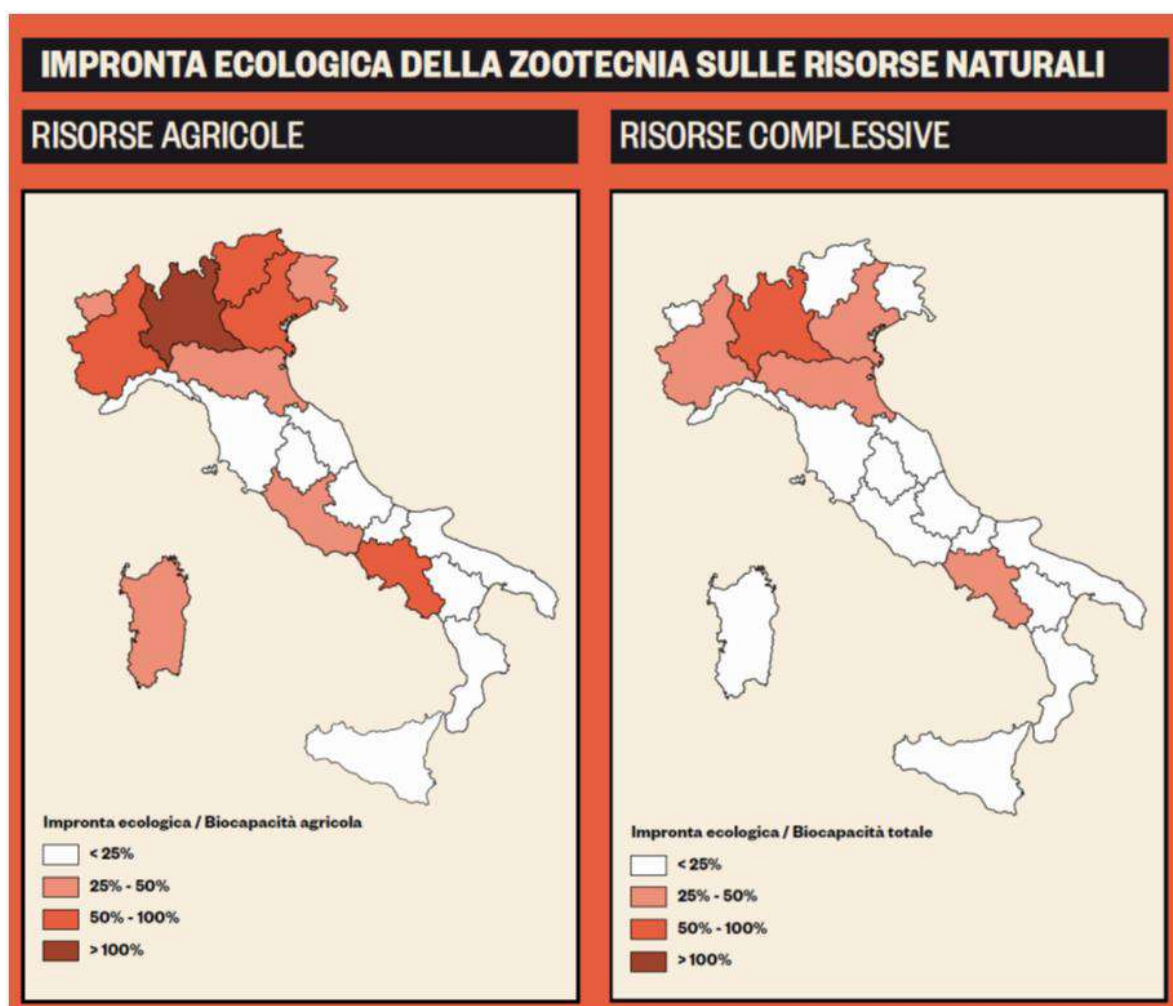 IMPRONTA ECOLOGICA DELLA ZOOTECNIA SULLE RISORSE NATURALI
RISORSE AGRICOLE
Impronta ecologica / Biocapacità agricola
< 25%
25% - 50%
50% - 100%
> 100%
RISORSE COMPLESSIVE
Impronta ecologica / Biocapacità totale
< 25%
25% - 50%
50% - 100%
> 100%